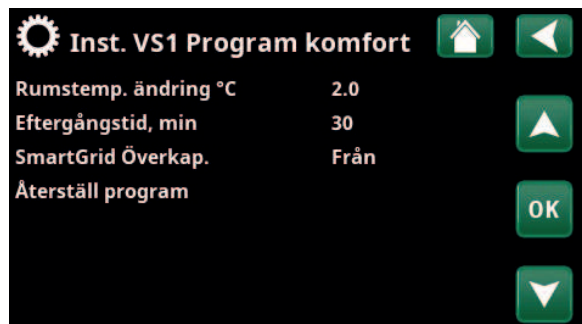 Inst. VS1 Program komfort
Rumstemp. ändring °C 2.0
Eftergångstid, min 30
SmartGrid Överkap. Från
Återställ program
OK